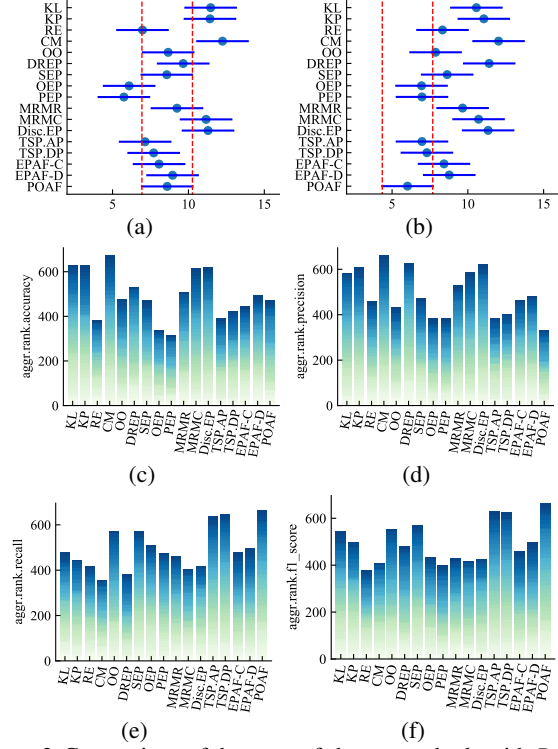 KL
KP
RE
CM
OO
DREP
SEP
OEP
PEP
MRMR
MRMC
Disc.EP
TSP.AP
TSP.DP
EPAF-C
EPAF-D
POAF
5 10 15
(a)
KL
KP
RE
CM
OO
DREP
SEP
OEP
PEP
MRMR
MRMC
Disc.EP
TSP.AP
TSP.DP
EPAF-C
EPAF-D
POAF
5 10 15
(b)
aggr.rank.accuracy
600
400
200
0
KL KP RE CM OO DREP SEP OEP PEP MRMR MRMC Disc.EP TSP.AP TSP.DP EPAF-C EPAF-D POAF
(c)
aggr.rank.precision
600
400
200
0
KL KP RE CM OO DREP SEP OEP PEP MRMR MRMC Disc.EP TSP.AP TSP.DP EPAF-C EPAF-D POAF
(d)
aggr.rank.recall
600
400
200
0
KL KP RE CM OO DREP SEP OEP PEP MRMR MRMC Disc.EP TSP.AP TSP.DP EPAF-C EPAF-D POAF
(e)
aggr.rank.f1_score
600
400
200
0
KL KP RE CM OO DREP SEP OEP PEP MRMR MRMC Disc.EP TSP.AP TSP.DP EPAF-C EPAF-D POAF
(f)